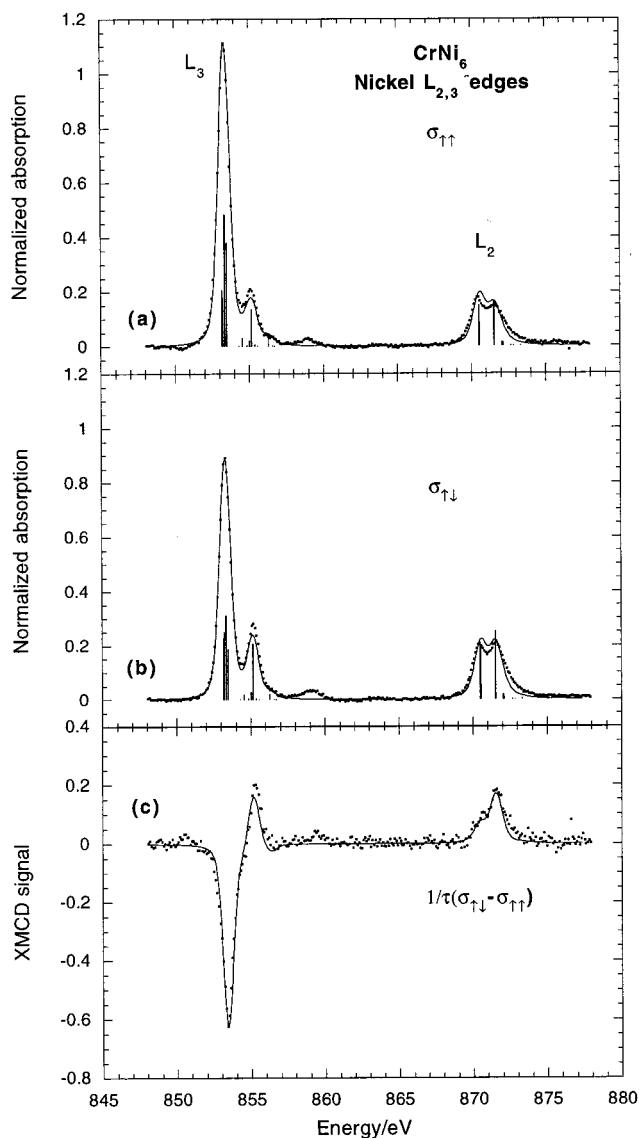 1.2
1
0.8
0.6
0.4
0.2
0
Normalized absorption
L3
CrNi6
Nickel L2,3 edges
σ↑↑
L2
(a)
1.2
1
0.8
0.6
0.4
0.2
0
Normalized absorption
σ↑↓
(b)
0.4
0.2
0
-0.2
-0.4
-0.6
-0.8
XMCD signal
(c)
1/τ(σ↑↓-σ↑↑)
845 850 855 860 865 870 875 880
Energy/eV